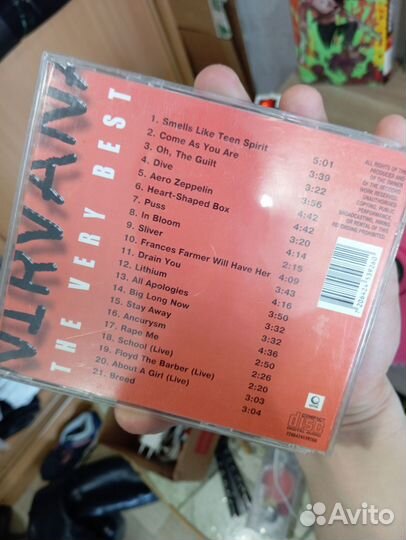 NIRVANA
THE VERY BEST
1. Smells Like Teen Spirit 5:01
2. Come As You Are 3:39
3. Oh, The Guilt 3:22
4. Dive 3:56
5. Aero Zeppelin 4:42
6. Heart-Shaped Box 4:42
7. Puss 3:20
8. In Bloom 4:14
9. Sliver 2:15
10. Frances Farmer Will Have Her 4:09
11. Drain You 3:43
12. Lithium 4:16
13. All Apologies 3:50
14. Big Long Now 3:32
15. Stay Away 3:32
16. Ancurysm 4:36
17. Rape Me 2:50
18. School (Live) 2:26
19. Floyd The Barber (Live) 2:20
20. About A Girl (Live) 3:03
21. Breed 3:04
ALL RIGHTS OF THE
PRODUCED AND
OF THE OWNER
OF THE
WORK RESERVED.
UNAUTHORISED
COPYING, PUBLIC
PERFORMANCE,
BROADCASTING,
OR RENTAL OF THIS
PROHIBITED
COMPACT
disc
DIGITAL AUDIO
Avito